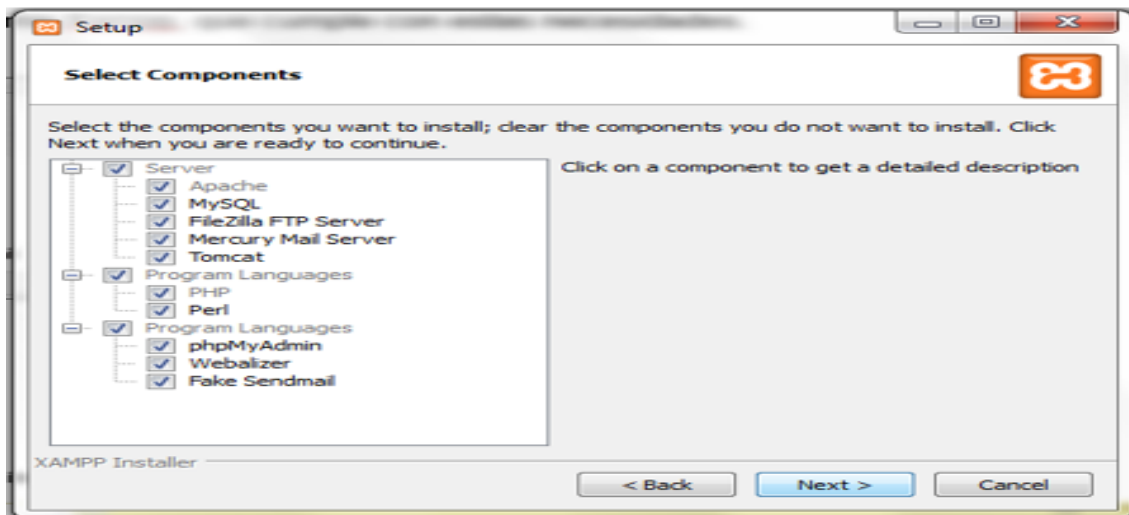 Setup
Select Components
Select the components you want to install; clear the components you do not want to install. Click
Next when you are ready to continue.
Server
Apache
MySQL
FileZilla FTP Server
Mercury Mail Server
Tomcat
Program Languages
PHP
Perl
Program Languages
phpMyAdmin
Webalizer
Fake Sendmail
Click on a component to get a detailed description
XAMPP Installer
< Back
Next >
Cancel